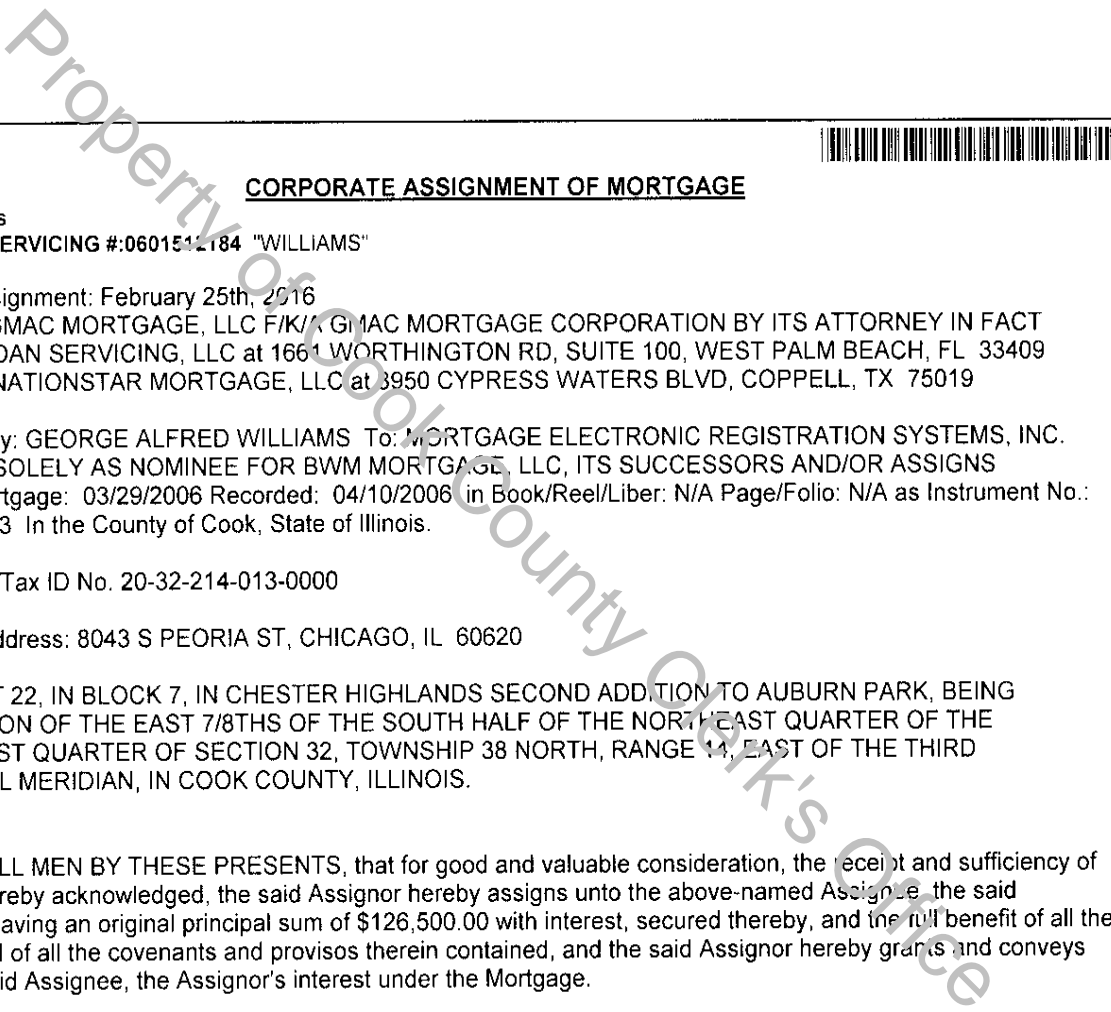 Property of Cook County Clerk's Office
CORPORATE ASSIGNMENT OF MORTGAGE
s
ERVICING #:0601512184 "WILLIAMS"
ignment: February 25th, 2016
GMAC MORTGAGE, LLC F/K/A GMAC MORTGAGE CORPORATION BY ITS ATTORNEY IN FACT
OAN SERVICING, LLC at 1661 WORTHINGTON RD, SUITE 100, WEST PALM BEACH, FL 33409
NATIONSTAR MORTGAGE, LLC at 8950 CYPRESS WATERS BLVD, COPPELL, TX 75019
y: GEORGE ALFRED WILLIAMS To: MORTGAGE ELECTRONIC REGISTRATION SYSTEMS, INC.
SOLELY AS NOMINEE FOR BWM MORTGAGE, LLC, ITS SUCCESSORS AND/OR ASSIGNS
rtgage: 03/29/2006 Recorded: 04/10/2006 in Book/Reel/Liber: N/A Page/Folio: N/A as Instrument No.:
3 In the County of Cook, State of Illinois.
Tax ID No. 20-32-214-013-0000
ddress: 8043 S PEORIA ST, CHICAGO, IL 60620
T 22, IN BLOCK 7, IN CHESTER HIGHLANDS SECOND ADDITION TO AUBURN PARK, BEING
ON OF THE EAST 7/8THS OF THE SOUTH HALF OF THE NORTHEAST QUARTER OF THE
ST QUARTER OF SECTION 32, TOWNSHIP 38 NORTH, RANGE 14, EAST OF THE THIRD
L MERIDIAN, IN COOK COUNTY, ILLINOIS.
LL MEN BY THESE PRESENTS, that for good and valuable consideration, the receipt and sufficiency of
reby acknowledged, the said Assignor hereby assigns unto the above-named Assignee, the said
aving an original principal sum of $126,500.00 with interest, secured thereby, and the full benefit of all the
l of all the covenants and provisos therein contained, and the said Assignor hereby grants and conveys
id Assignee, the Assignor's interest under the Mortgage.